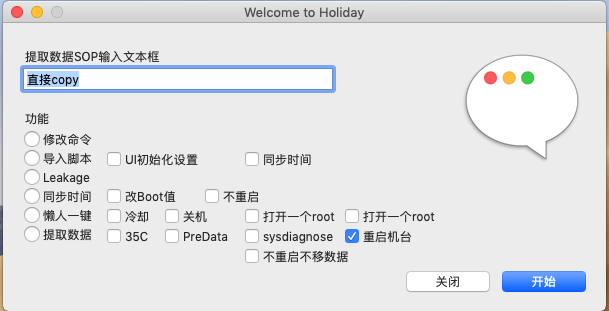 Welcome to Holiday
提取数据SOP输入文本框
直接copy
功能
修改命令
导入脚本 UI初始化设置 同步时间
Leakage
同步时间 改Boot值 不重启
懒人一键 冷却 关机 打开一个root 打开一个root
提取数据 35C PreData sysdiagnose 重启机台
不重启不移数据
关闭 开始